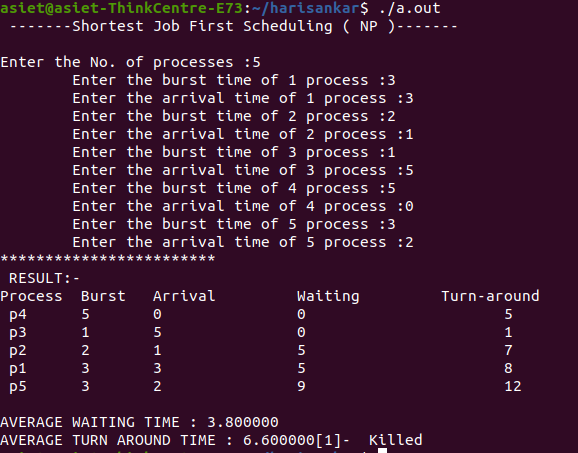 asiet@asiet-ThinkCentre-E73:~/harisankar$ ./a.out
-------Shortest Job First Scheduling ( NP )-------
Enter the No. of processes :5
Enter the burst time of 1 process :3
Enter the arrival time of 1 process :3
Enter the burst time of 2 process :2
Enter the arrival time of 2 process :1
Enter the burst time of 3 process :1
Enter the arrival time of 3 process :5
Enter the burst time of 4 process :5
Enter the arrival time of 4 process :0
Enter the burst time of 5 process :3
Enter the arrival time of 5 process :2
************************
RESULT:-
Process Burst Arrival Waiting Turn-around
p4 5 0 0 5
p3 1 5 0 1
p2 2 1 5 7
p1 3 3 5 8
p5 3 2 9 12
AVERAGE WAITING TIME : 3.800000
AVERAGE TURN AROUND TIME : 6.600000[1]- Killed